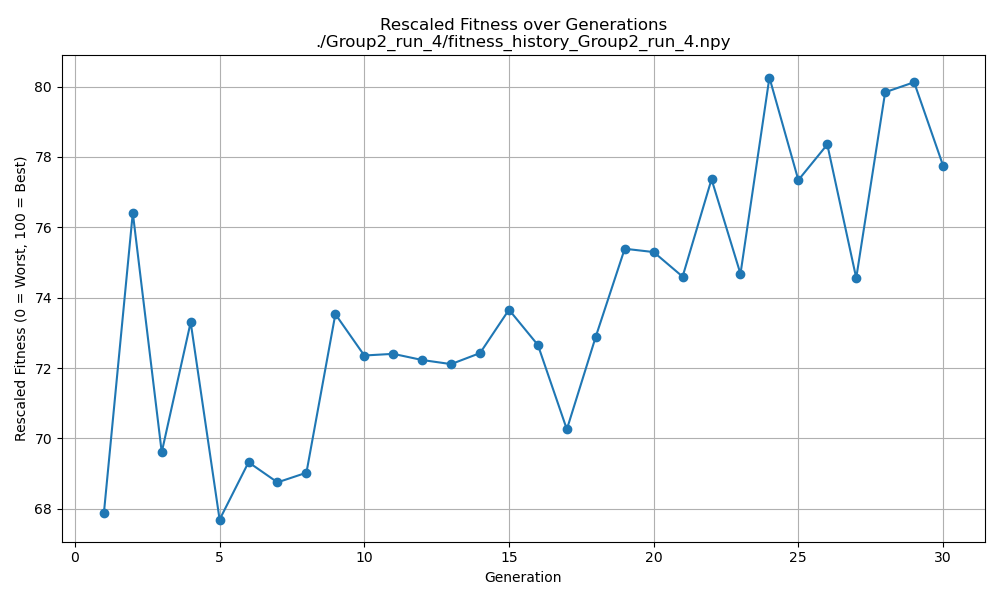 Rescaled Fitness over Generations
./Group2_run_4/fitness_history_Group2_run_4.npy
Rescaled Fitness (0 = Worst, 100 = Best)
80
78
76
74
72
70
68
0 5 10 15 20 25 30
Generation